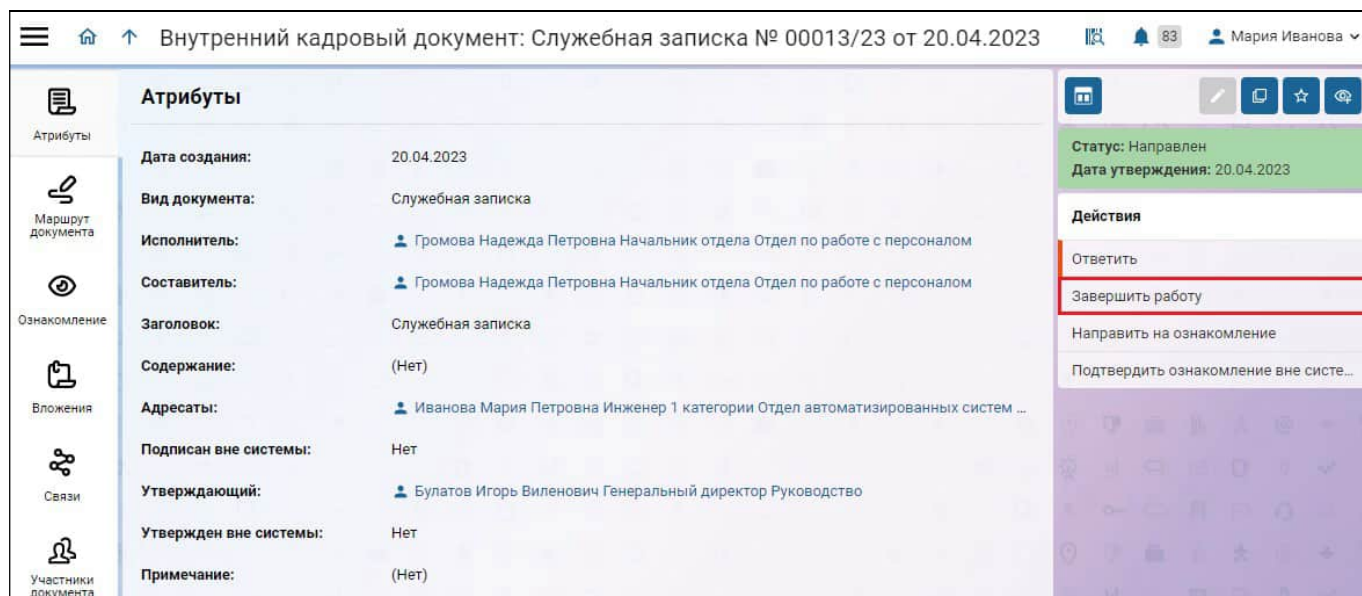 Внутренний кадровый документ: Служебная записка № 00013/23 от 20.04.2023
83
Мария Иванова
Атрибуты
Маршрут
документа
Ознакомление
Вложения
Связи
Участники
документа
Атрибуты
Дата создания: 20.04.2023
Вид документа: Служебная записка
Исполнитель: Громова Надежда Петровна Начальник отдела Отдел по работе с персоналом
Составитель: Громова Надежда Петровна Начальник отдела Отдел по работе с персоналом
Заголовок: Служебная записка
Содержание: (Нет)
Адресаты: Иванова Мария Петровна Инженер 1 категории Отдел автоматизированных систем ...
Подписан вне системы: Нет
Утверждающий: Булатов Игорь Виленович Генеральный директор Руководство
Утвержден вне системы: Нет
Примечание: (Нет)
Статус: Направлен
Дата утверждения: 20.04.2023
Действия
Ответить
Завершить работу
Направить на ознакомление
Подтвердить ознакомление вне систе...